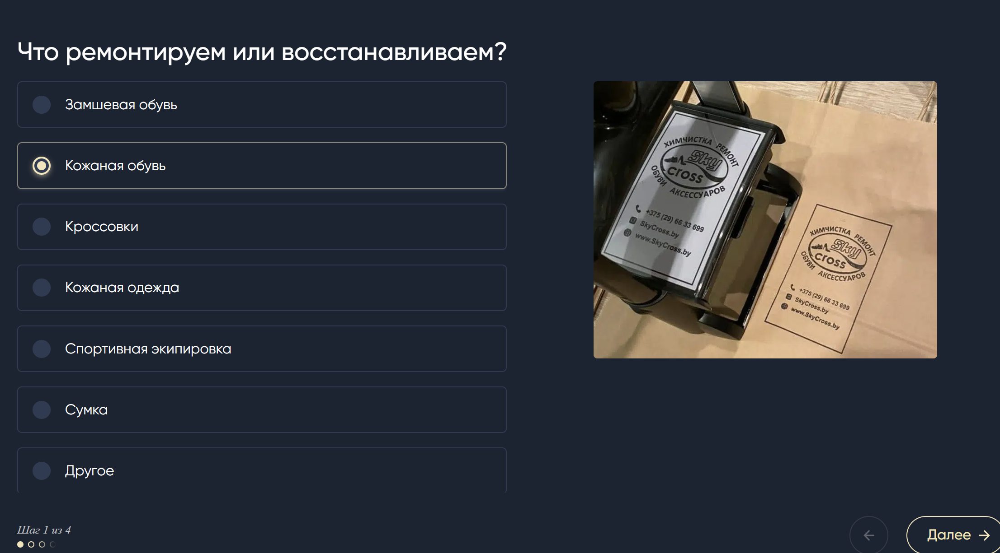 Что ремонтируем или восстанавливаем?
Замшевая обувь
Кожаная обувь
Кроссовки
Кожаная одежда
Спортивная экипировка
Сумка
Другое
ХИМЧИСТКА РЕМОНТ
Sky
cross
ОБУВИ АКСЕССУАРОВ
+375 (29) 66 33 699
SkyCross.by
www.SkyCross.by
ХИМЧИСТКА РЕМОНТ
Sky
cross
ОБУВИ АКСЕССУАРОВ
+375 (29) 66 33 699
SkyCross.by
www.SkyCross.by
Шаг 1 из 4
Далее